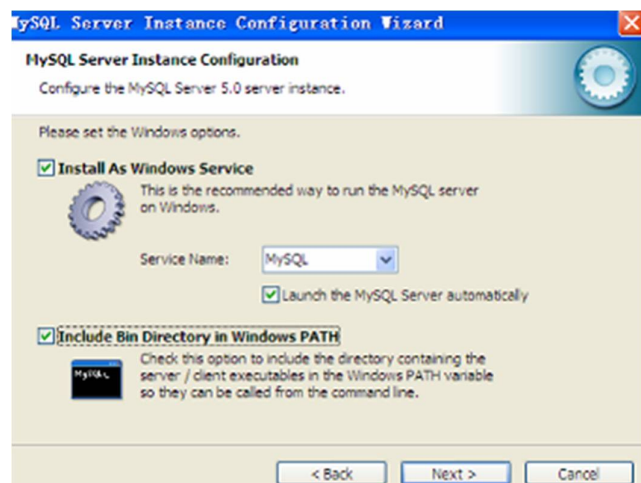 MySQL Server Instance Configuration Wizard
MySQL Server Instance Configuration
Configure the MySQL Server 5.0 server instance.
Please set the Windows options.
Install As Windows Service
This is the recommended way to run the MySQL server
on Windows.
Service Name:
MySQL
Launch the MySQL Server automatically
Include Bin Directory in Windows PATH
Check this option to include the directory containing the
server / client executables in the Windows PATH variable
so they can be called from the command line.
< Back
Next >
Cancel